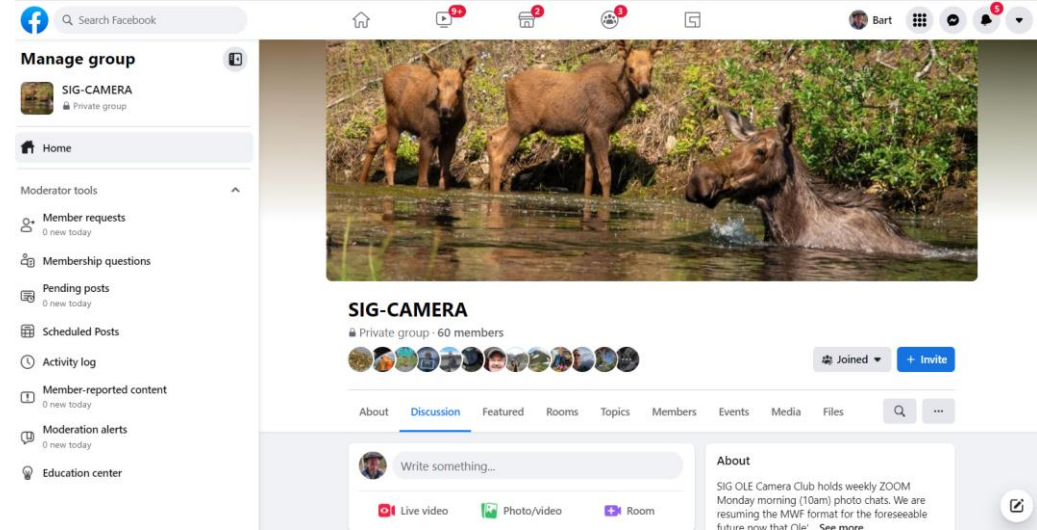 Search Facebook
9+
2
3
Bart
5
Manage group
SIG-CAMERA
Private group
Home
Moderator tools
Member requests
0 new today
Membership questions
Pending posts
0 new today
Scheduled Posts
Activity log
Member-reported content
0 new today
Moderation alerts
0 new today
Education center
SIG-CAMERA
Private group · 60 members
Joined
+ Invite
About Discussion Featured Rooms Topics Members Events Media Files
Write something...
Live video Photo/video Room
About
SIG OLE Camera Club holds weekly ZOOM
Monday morning (10am) photo chats. We are
resuming the MWF format for the foreseeable
future now that Ole'... See more